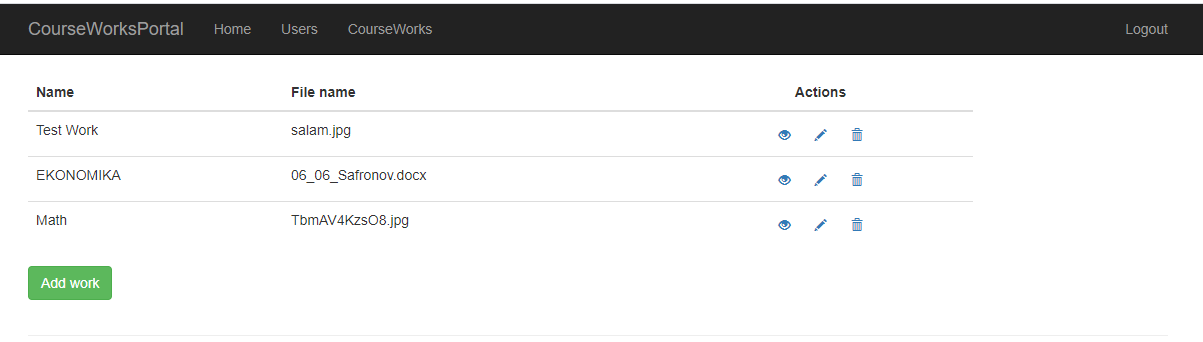 CourseWorksPortal Home Users CourseWorks Logout
Name File name Actions
Test Work salam.jpg
EKONOMIKA 06_06_Safronov.docx
Math TbmAV4KzsO8.jpg
Add work